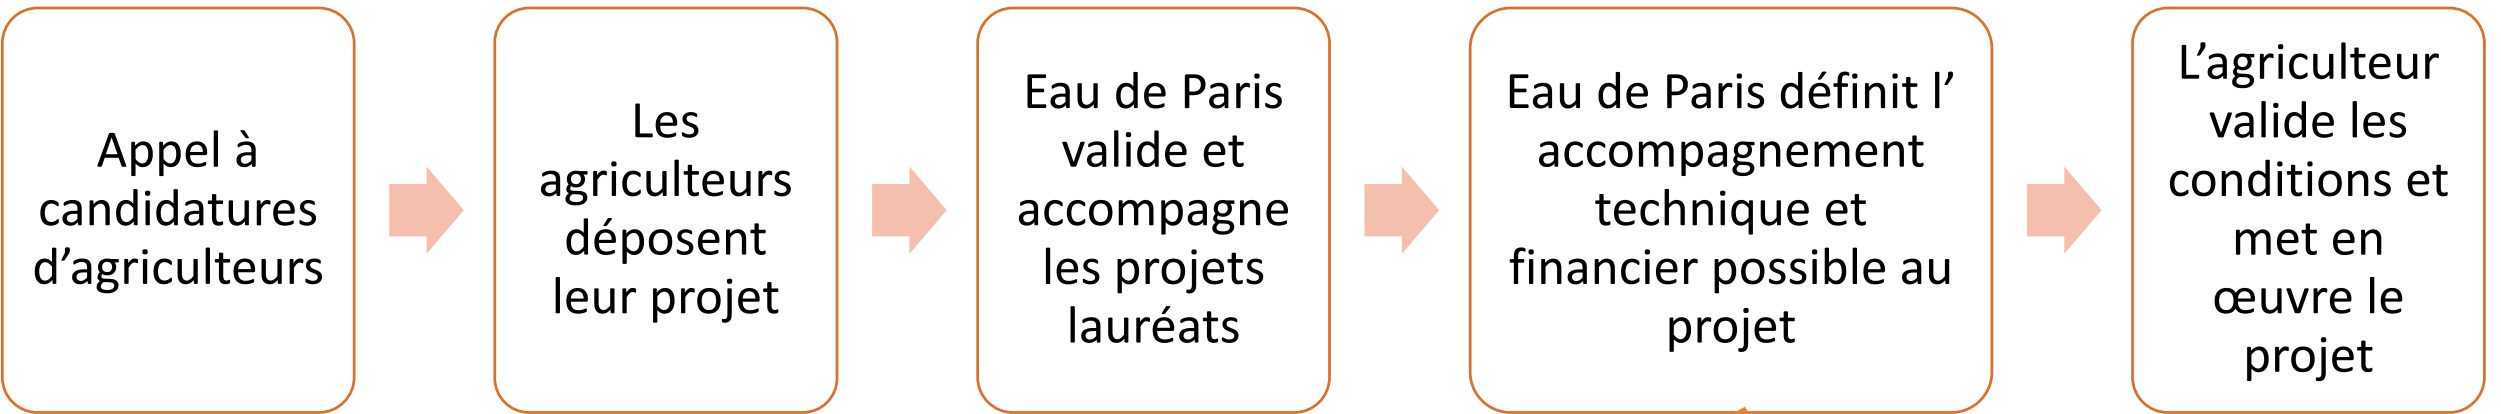 Appel à
candidatures
d’agriculteurs
Les
agriculteurs
déposent
leur projet
Eau de Paris
valide et
accompagne
les projets
lauréats
Eau de Paris définit l’
accompagnement
technique et
financier possible au
projet
L’agriculteur
valide les
conditions et
met en
œuvre le
projet